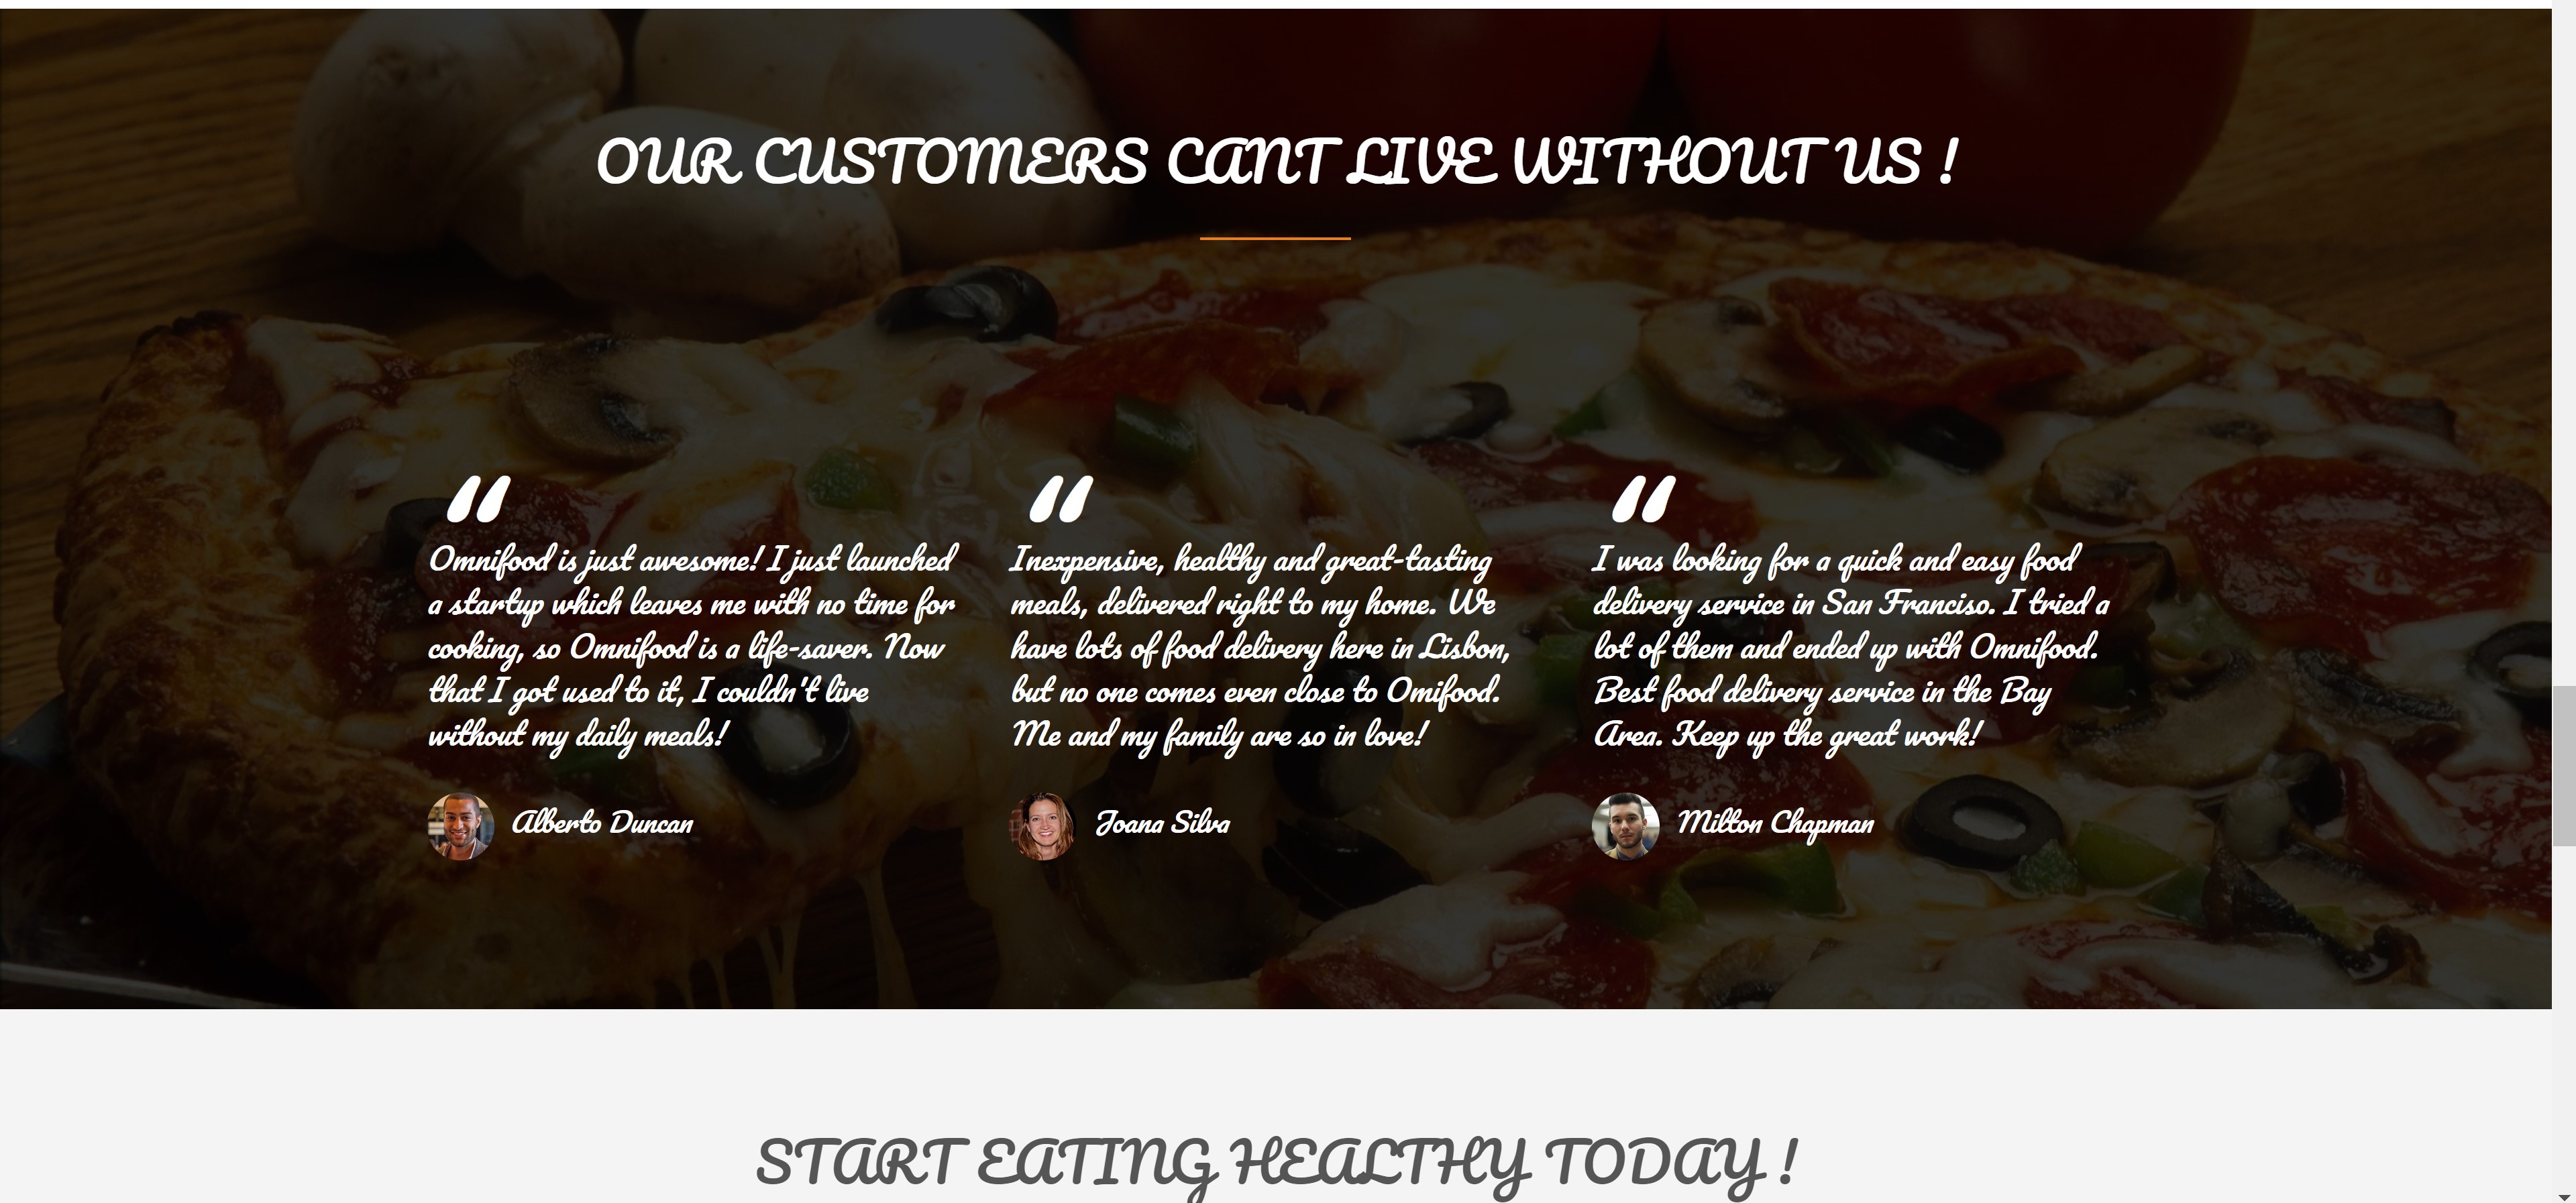 OUR CUSTOMERS CANT LIVE WITHOUT US !
“
Omnifood is just awesome! I just launched
a startup which leaves me with no time for
cooking, so Omnifood is a life-saver. Now
that I got used to it, I couldn't live
without my daily meals!
Alberto Duncan
“
Inexpensive, healthy and great-tasting
meals, delivered right to my home. We
have lots of food delivery here in Lisbon,
but no one comes even close to Omifood.
Me and my family are so in love!
Joana Silva
“
I was looking for a quick and easy food
delivery service in San Franciso. I tried a
lot of them and ended up with Omnifood.
Best food delivery service in the Bay
Area. Keep up the great work!
Milton Chapman
START EATING HEALTHY TODAY !